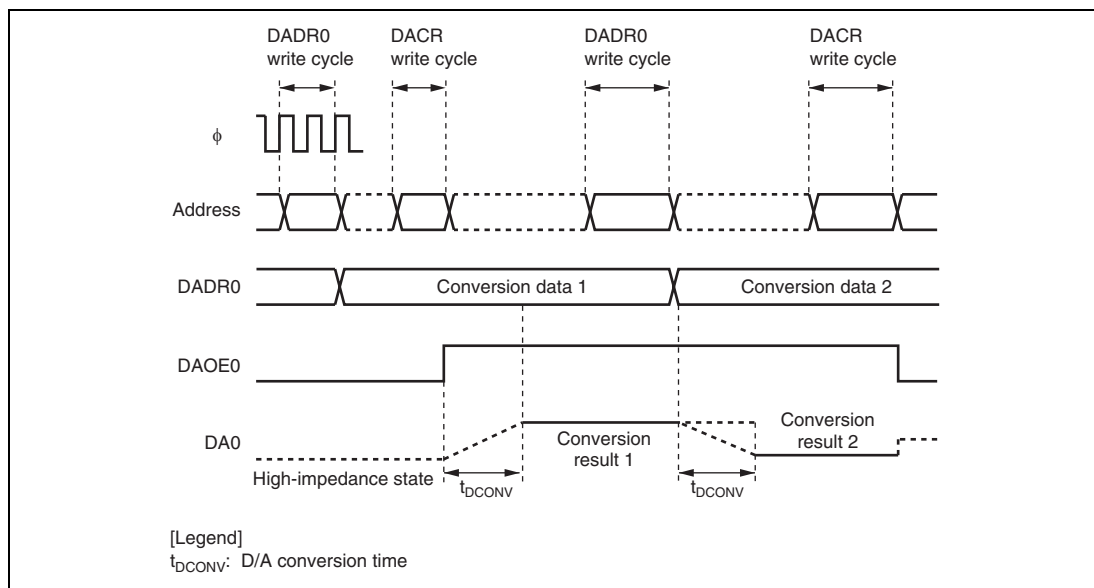 DADR0 write cycle
DACR write cycle
DADR0 write cycle
DACR write cycle
ϕ
Address
DADR0
Conversion data 1
Conversion data 2
DAOE0
DA0
Conversion result 1
Conversion result 2
High-impedance state
tDCONV
tDCONV
[Legend]
tDCONV: D/A conversion time